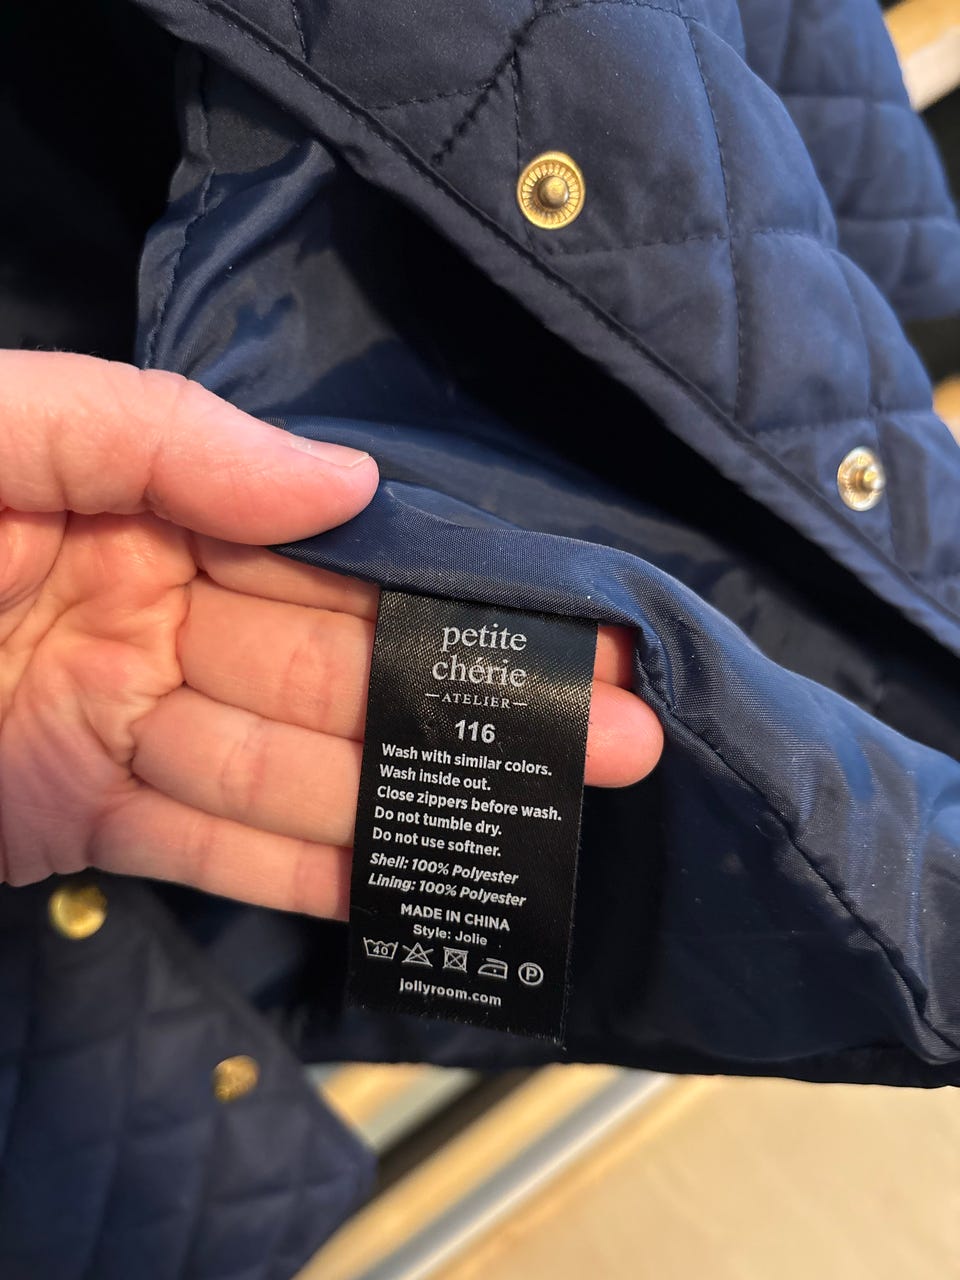 petite
chérie
—ATELIER—
116
Wash with similar colors.
Wash inside out.
Close zippers before wash.
Do not tumble dry.
Do not use softner.
Shell: 100% Polyester
Lining: 100% Polyester
MADE IN CHINA
Style: Jolie
40 P
jollyroom.com